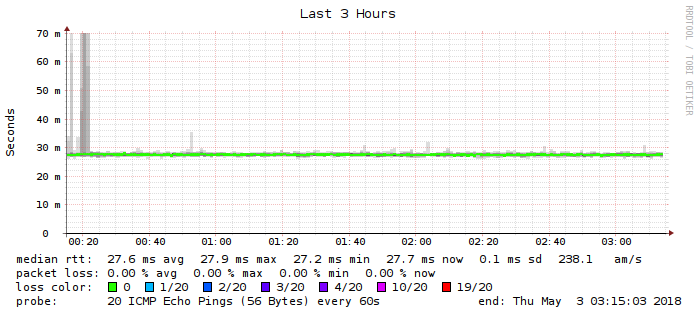 Last 3 Hours
RRDTOOL / TOBI OETIKER
Seconds
70 m
60 m
50 m
40 m
30 m
20 m
10 m
0
00:20 00:40 01:00 01:20 01:40 02:00 02:20 02:40 03:00
median rtt: 27.6 ms avg 27.9 ms max 27.2 ms min 27.7 ms now 0.1 ms sd 238.1 am/s
packet loss: 0.00 % avg 0.00 % max 0.00 % min 0.00 % now
loss color: 0 1/20 2/20 3/20 4/20 10/20 19/20
probe: 20 ICMP Echo Pings (56 Bytes) every 60s end: Thu May 3 03:15:03 2018